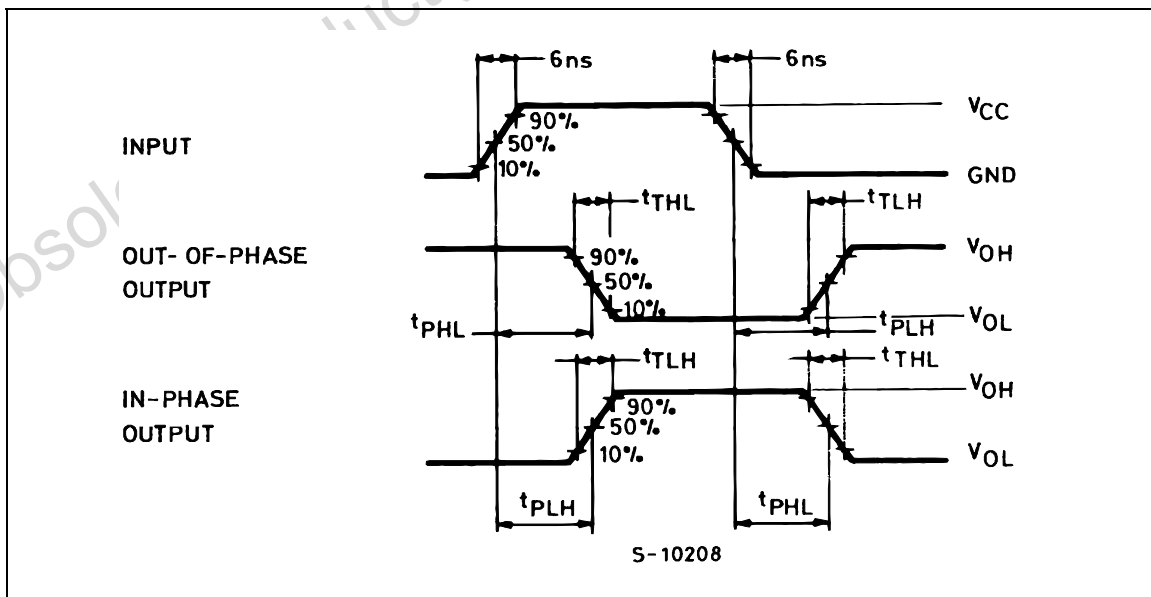 6ns
6ns
INPUT
90%
50%
10%
VCC
GND
tTHL
tTLH
OUT-OF-PHASE
OUTPUT
90%
50%
10%
VOH
VOL
tPHL
tPLH
tTLH
tTHL
IN-PHASE
OUTPUT
90%
50%
10%
VOH
VOL
tPLH
tPHL
S-10208